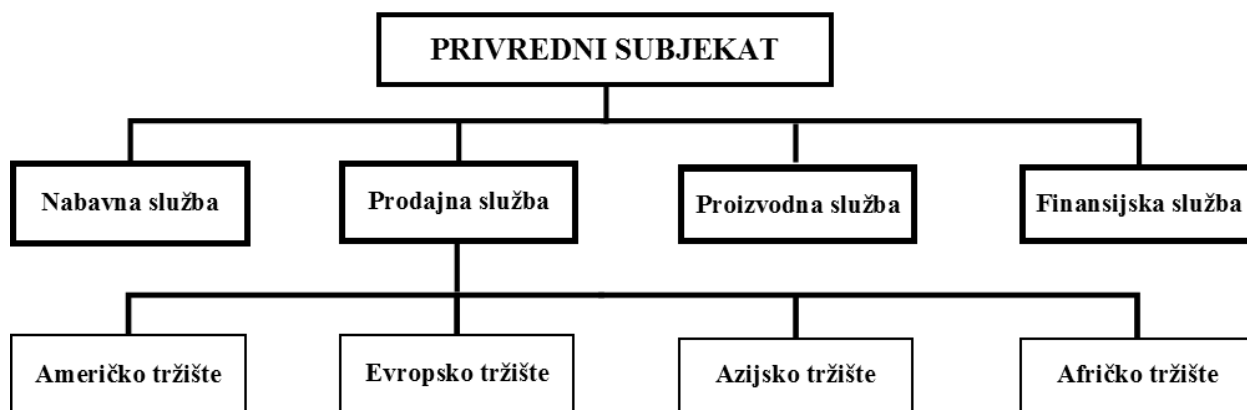 PRIVREDNI SUBJEKAT
Nabavna služba
Prodajna služba
Proizvodna služba
Finansijska služba
Američko tržište
Evropsko tržište
Azijsko tržište
Afričko tržište